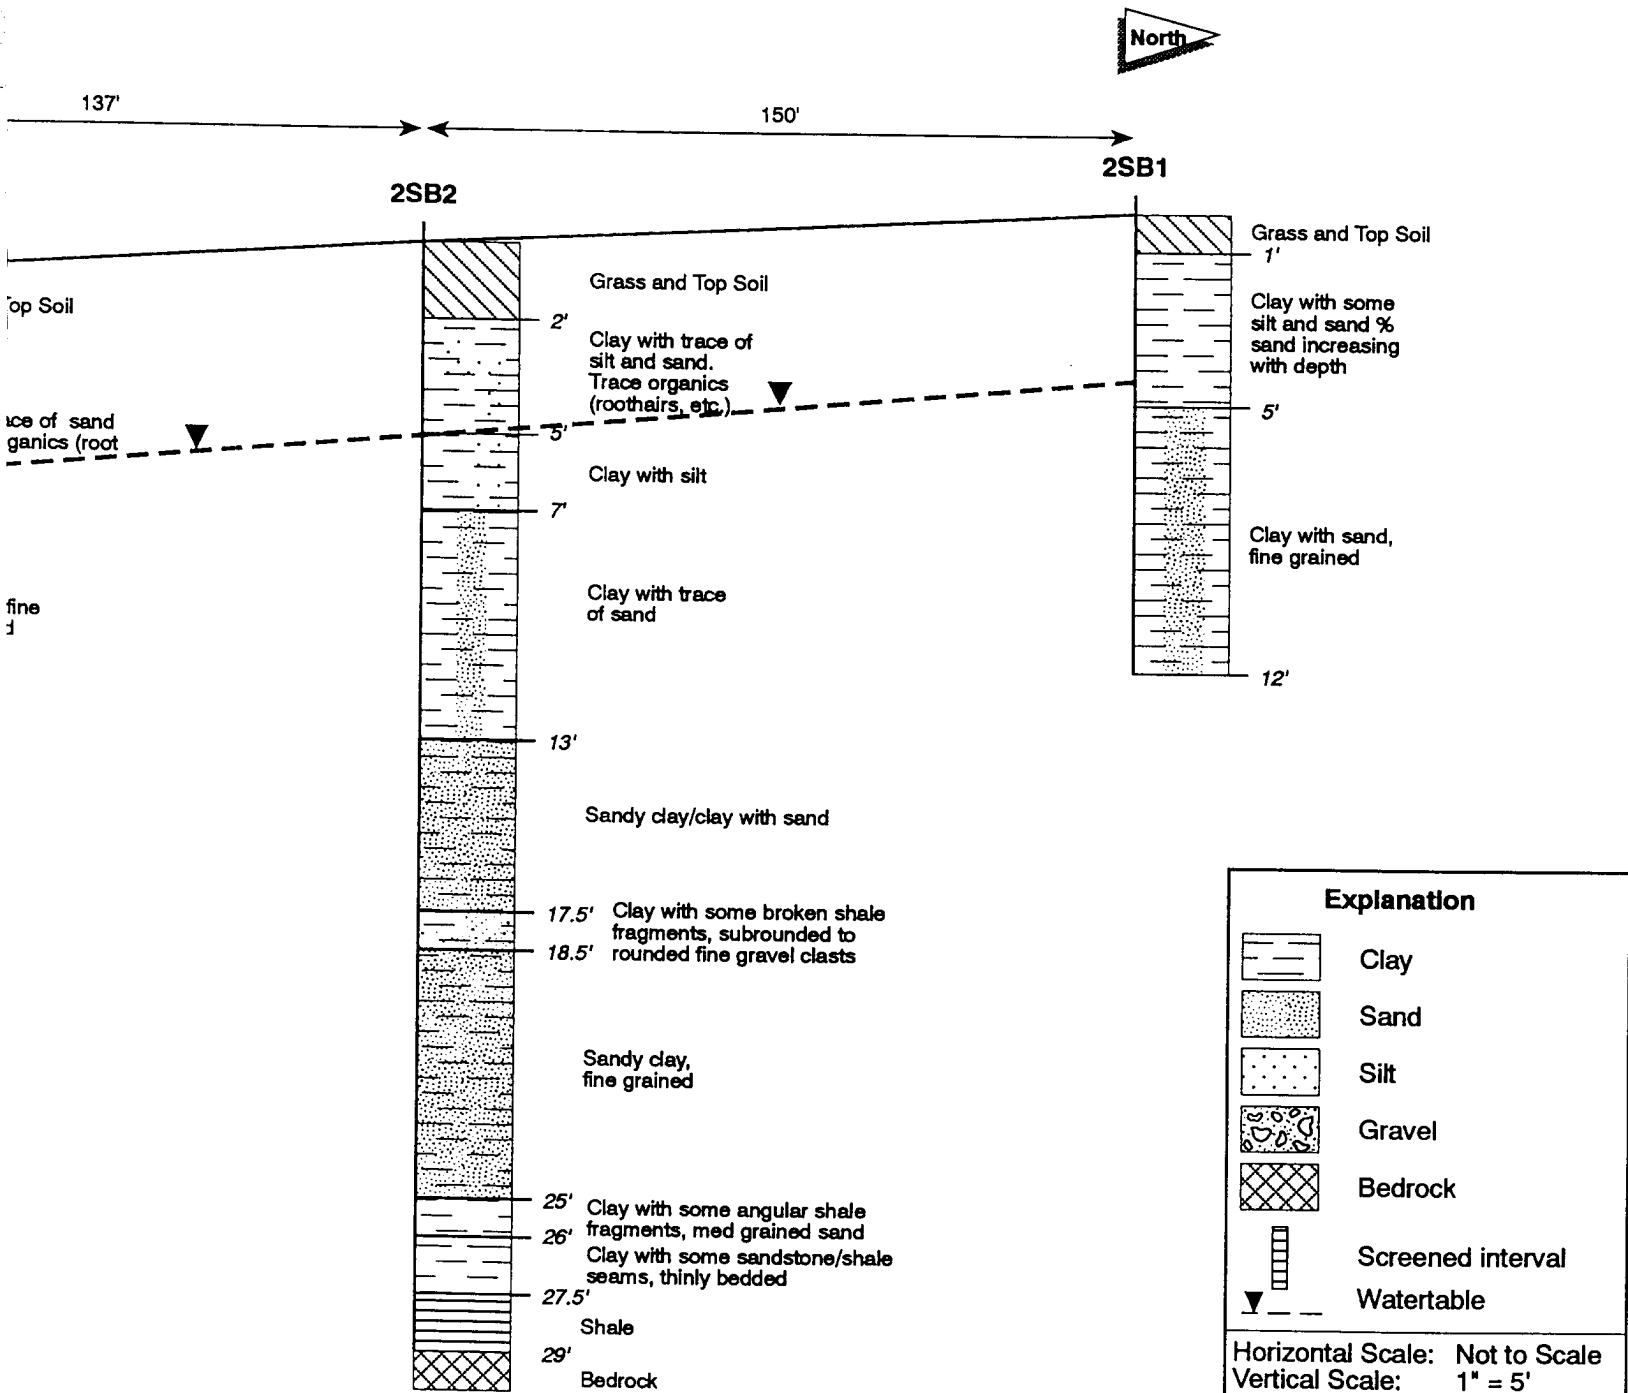 North
137'
150'
2SB2
2SB1
Grass and Top Soil
1'
Clay with some
silt and sand %
sand increasing
with depth
5'
Clay with sand,
fine grained
12'
Grass and Top Soil
2'
Clay with trace of
silt and sand.
Trace organics
(roothairs, etc.)
5'
Clay with silt
7'
Clay with trace
of sand
13'
Sandy clay/clay with sand
17.5' Clay with some broken shale
fragments, subrounded to
18.5' rounded fine gravel clasts
Sandy clay,
fine grained
25' Clay with some angular shale
fragments, med grained sand
26'
Clay with some sandstone/shale
seams, thinly bedded
27.5'
Shale
29'
Bedrock
Top Soil
of sand
(root
fine
Explanation
Clay
Sand
Silt
Gravel
Bedrock
Screened interval
Watertable
Horizontal Scale: Not to Scale
Vertical Scale: 1" = 5'